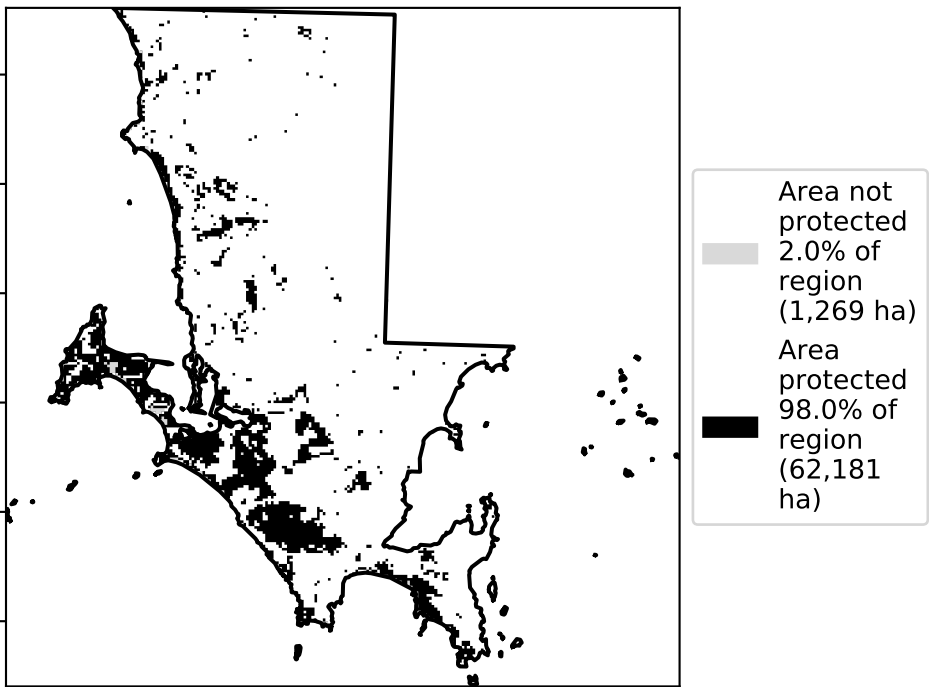 Area not
protected
2.0% of
region
(1,269 ha)
Area
protected
98.0% of
region
(62,181
ha)